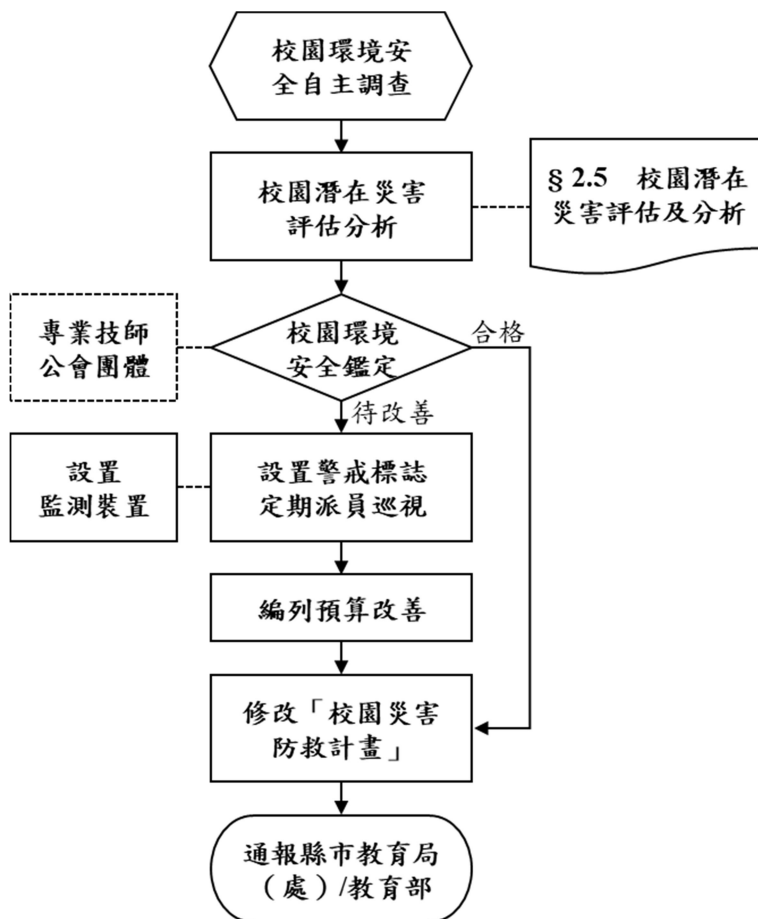 校園環境安
全自主調查
校園潛在災害
評估分析
§ 2.5 校園潛在
災害評估及分析
專業技師
公會團體
校園環境
安全鑑定
合格
待改善
設置
監測裝置
設置警戒標誌
定期派員巡視
編列預算改善
修改「校園災害
防救計畫」
通報縣市教育局
（處）/教育部